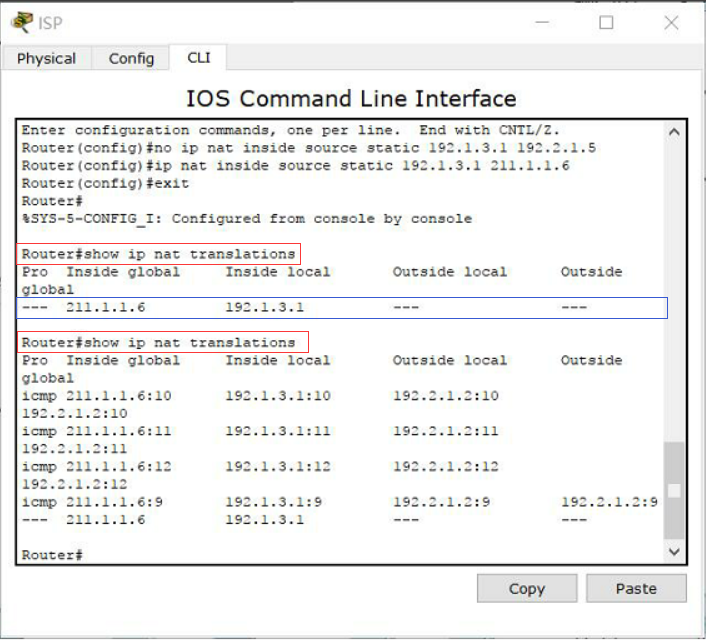 ISP
Physical Config CLI
IOS Command Line Interface
Enter configuration commands, one per line.  End with CNTL/Z.
Router(config)#no ip nat inside source static 192.1.3.1 192.2.1.5
Router(config)#ip nat inside source static 192.1.3.1 211.1.1.6
Router(config)#exit
Router#
%SYS-5-CONFIG_I: Configured from console by console
Router#show ip nat translations
Pro  Inside global     Inside local       Outside local      Outside
global
---  211.1.1.6         192.1.3.1          ---                ---
Router#show ip nat translations
Pro  Inside global     Inside local       Outside local      Outside
global
icmp 211.1.1.6:10      192.1.3.1:10       192.2.1.2:10
192.2.1.2:10
icmp 211.1.1.6:11      192.1.3.1:11       192.2.1.2:11
192.2.1.2:11
icmp 211.1.1.6:12      192.1.3.1:12       192.2.1.2:12
192.2.1.2:12
icmp 211.1.1.6:9       192.1.3.1:9        192.2.1.2:9        192.2.1.2:9
---  211.1.1.6         192.1.3.1          ---                ---
Router#
Copy Paste